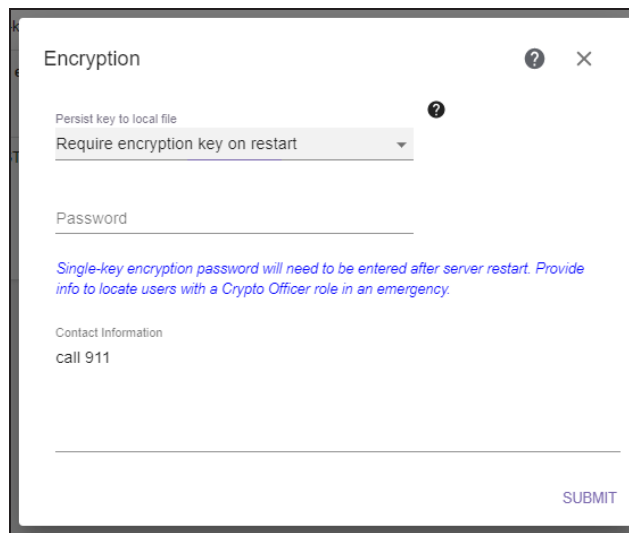 Encryption
Persist key to local file
Require encryption key on restart
Password
Single-key encryption password will need to be entered after server restart. Provide
info to locate users with a Crypto Officer role in an emergency.
Contact Information
call 911
SUBMIT